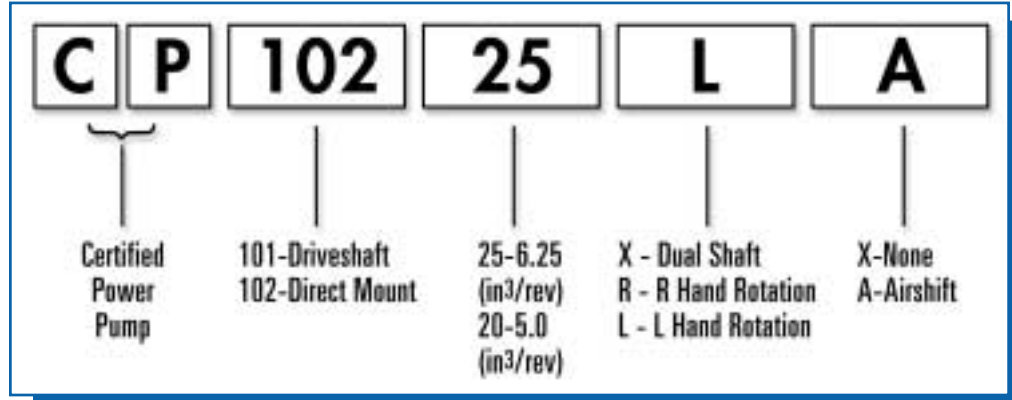 C P 102 25 L A
Certified
Power
Pump
101-Driveshaft
102-Direct Mount
25-6.25
(in3/rev)
20-5.0
(in3/rev)
X - Dual Shaft
R - R Hand Rotation
L - L Hand Rotation
X-None
A-Airshift